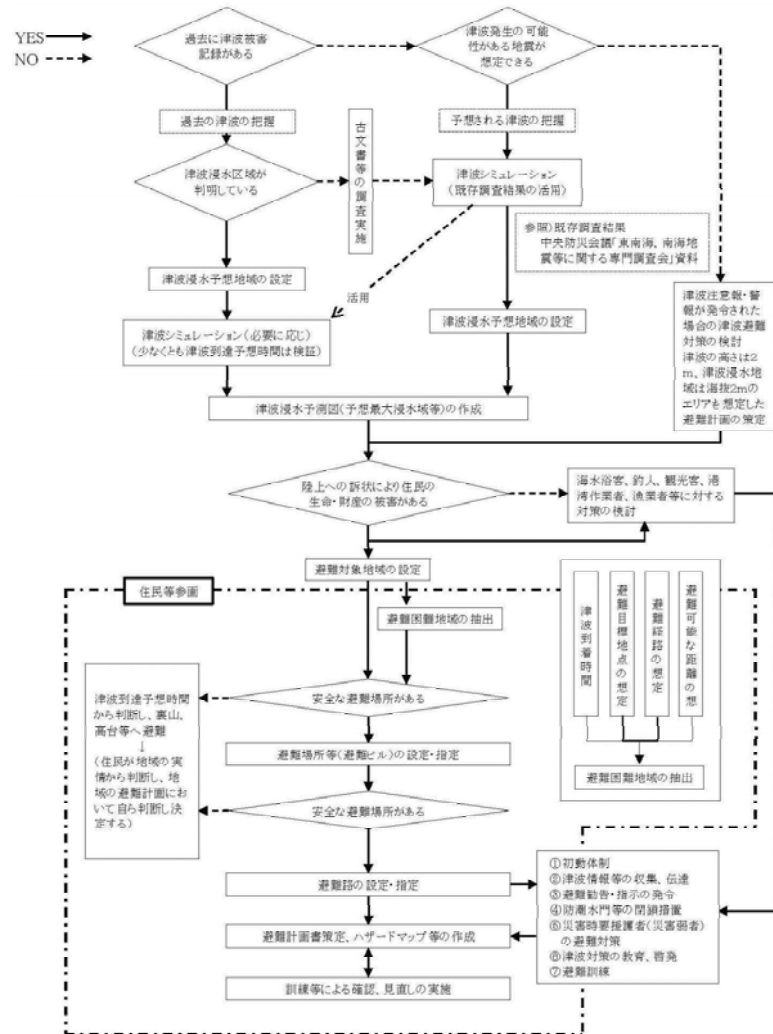 YES
NO
過去に津波被害
記録がある
津波発生の可能
性がある地震が
想定できる
過去の津波の把握
予想される津波の把握
古文書等の調査実施
津波浸水区域が
判明している
津波シミュレーション
（既存調査結果の活用）
参照）既存調査結果
中央防災会議「東南海、南海地
震等に関する専門調査会」資料
津波浸水予想地域の設定
活用
津波シミュレーション（必要に応じ）
（少なくとも津波到達予想時間は検証）
津波浸水予想地域の設定
津波注意報・警
報が発令された
場合の津波避難
対策の検討
津波の高さは2
m、津波浸水地
域は海抜2mの
エリアも想定した
避難計画の策定
津波浸水予測図（予想最大浸水域等）の作成
陸上への訴状により住民の
生命・財産の被害がある
海水浴客、釣人、観光客、港
湾作業者、漁業者等に対する
対策の検討
避難対象地域の設定
住民等参画
避難困難地域の抽出
津波到着時間
避難目標地点の想定
避難経路の想定
避難可能な距離の想
避難困難地域の抽出
安全な避難場所がある
津波到達予想時間
から判断し、裏山、
高台等へ避難
↓
（住民が地域の実
情から判断し、地
域の避難計画にお
いて自ら判断し決
定する）
避難場所等（避難ビル）の設定・指定
安全な避難場所がある
避難路の設定・指定
①初動体制
②津波情報等の収集、伝達
③避難勧告・指示の発令
④防潮水門等の閉鎖措置
⑤災害時要援護者（災害弱者）
の避難対策
⑥津波対策の教育、啓発
⑦避難訓練
避難計画書策定、ハザードマップ等の作成
訓練等による確認、見直しの実施